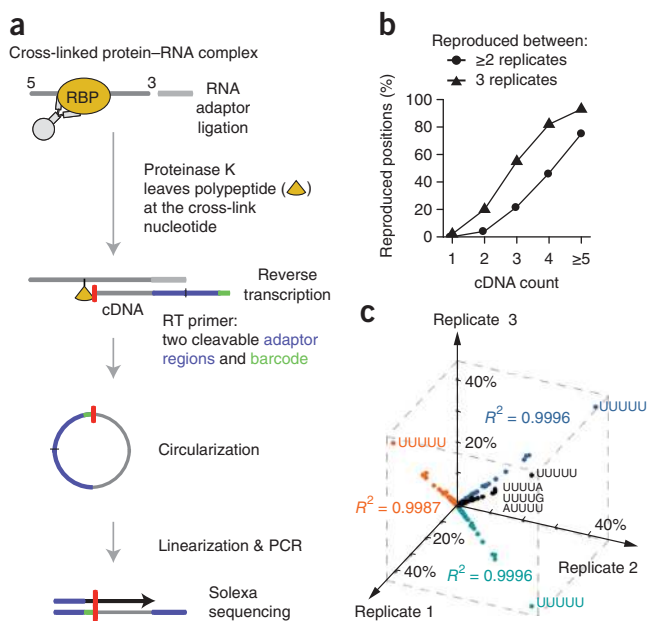 a
Cross-linked protein–RNA complex
5
3
RBP
RNA
adaptor
ligation
Proteinase K
leaves polypeptide ( )
at the cross-link
nucleotide
Reverse
transcription
cDNA
RT primer:
two cleavable adaptor
regions and barcode
Circularization
Linearization & PCR
Solexa
sequencing
b
Reproduced between:
≥2 replicates
3 replicates
Reproduced positions (%)
100
80
60
40
20
0
1 2 3 4 ≥5
cDNA count
c
Replicate 3
40%
UUUUU
R² = 0.9996
20%
UUUUU
UUUUU
UUUUA
UUUUG
AUUUU
R² = 0.9987
20%
40%
40%
Replicate 2
R² = 0.9996
UUUUU
Replicate 1